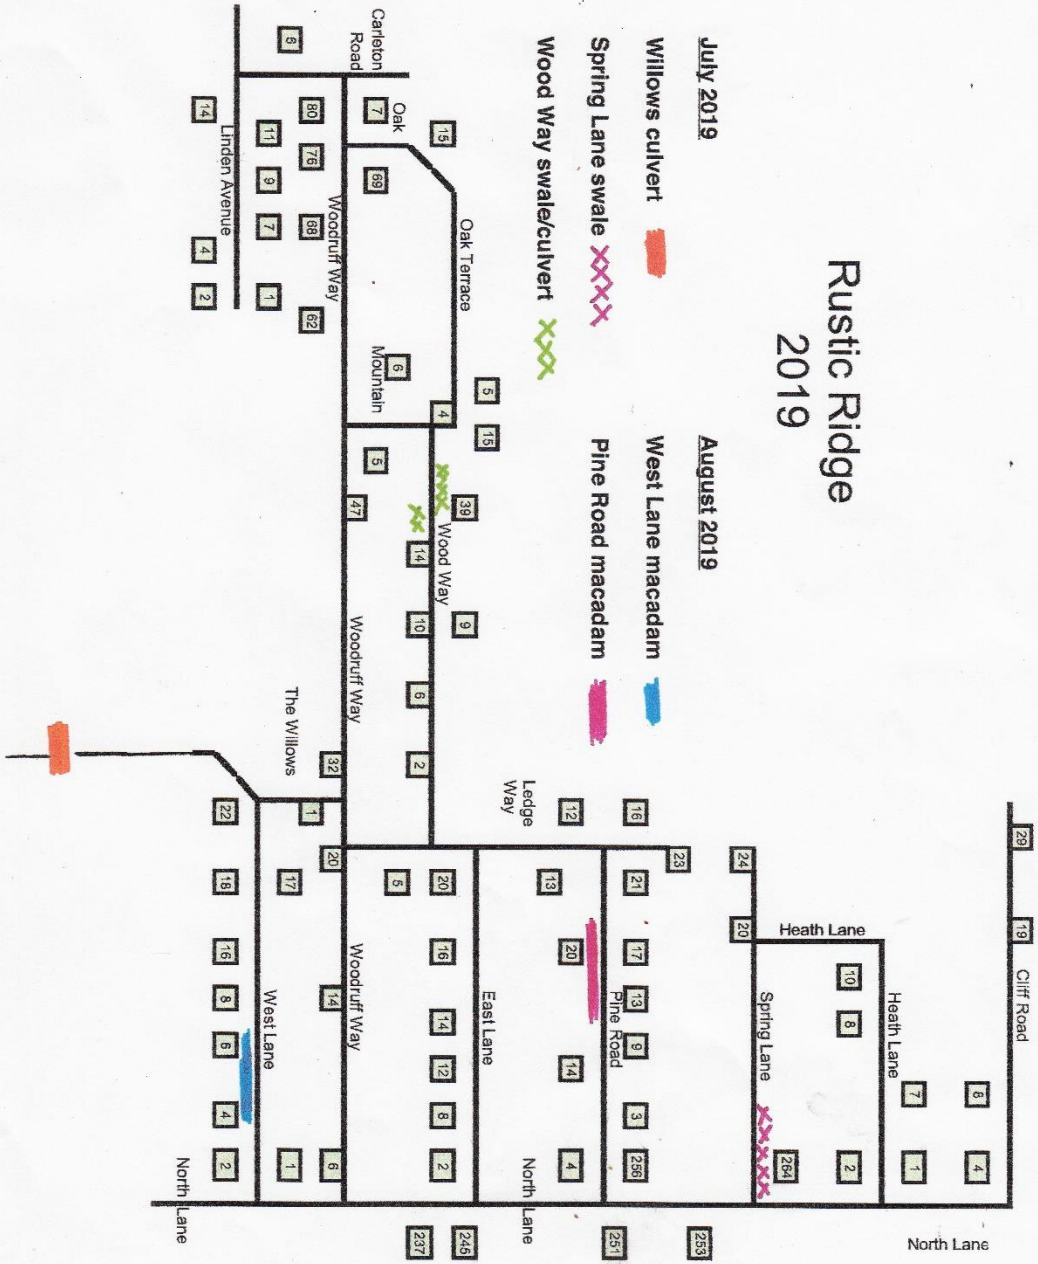 Rustic Ridge
2019
July 2019
Willows culvert
Spring Lane swale
Wood Way swale/culvert
August 2019
West Lane macadam
Pine Road macadam
29 19
Cliff Road
8 4
North Lane
7 1
Heath Lane
Heath Lane
10 8 2
264
Spring Lane
24 20
253
23
16 21 17 13 9 3 256
Pine Road
251
12 20 14 4
13
Ledge
Way
North Lane
5 15
East Lane
39 9 245
Oak Terrace
15 4 20 16 14 12 8 2
Wood Way
14 10 6 2 237
Oak
6 5
Carleton
Road
7 69 5
Mountain
47
Woodruff Way
Woodruff Way
Woodruff Way
32 20 14 6
80 76 68 62 1
The Willows
6 17 1
11 9 7 1
West Lane
Linden Avenue
22 18 16 8 6 4 2
14 4 2
North Lane